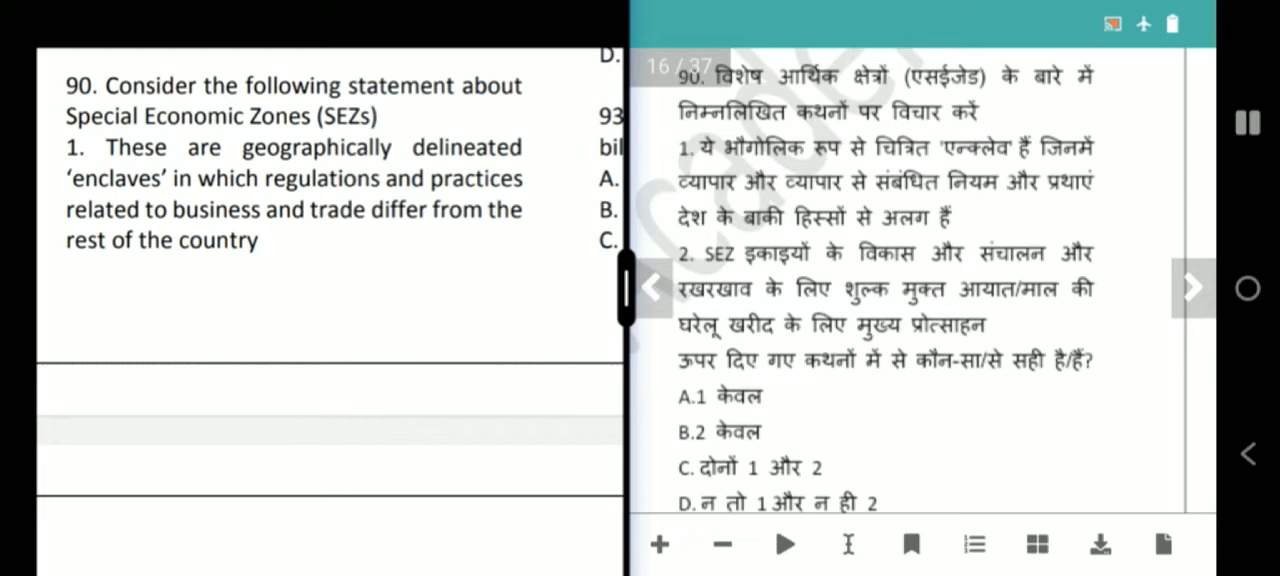 90. Consider the following statement about
Special Economic Zones (SEZs)
1. These are geographically delineated
‘enclaves’ in which regulations and practices
related to business and trade differ from the
rest of the country
D.
93
bil
A.
B.
C.
16 / 37
90. विशेष आर्थिक क्षेत्रों (एसईजेड) के बारे में
निम्नलिखित कथनों पर विचार करें
1. ये भौगोलिक रूप से चित्रित 'एन्क्लेव' हैं जिनमें
व्यापार और व्यापार से संबंधित नियम और प्रथाएं
देश के बाकी हिस्सों से अलग हैं
2. SEZ इकाइयों के विकास और संचालन और
रखरखाव के लिए शुल्क मुक्त आयात/माल की
घरेलू खरीद के लिए मुख्य प्रोत्साहन
ऊपर दिए गए कथनों में से कौन-सा/से सही है/हैं?
A.1 केवल
B.2 केवल
C. दोनों 1 और 2
D. न तो 1 और न ही 2